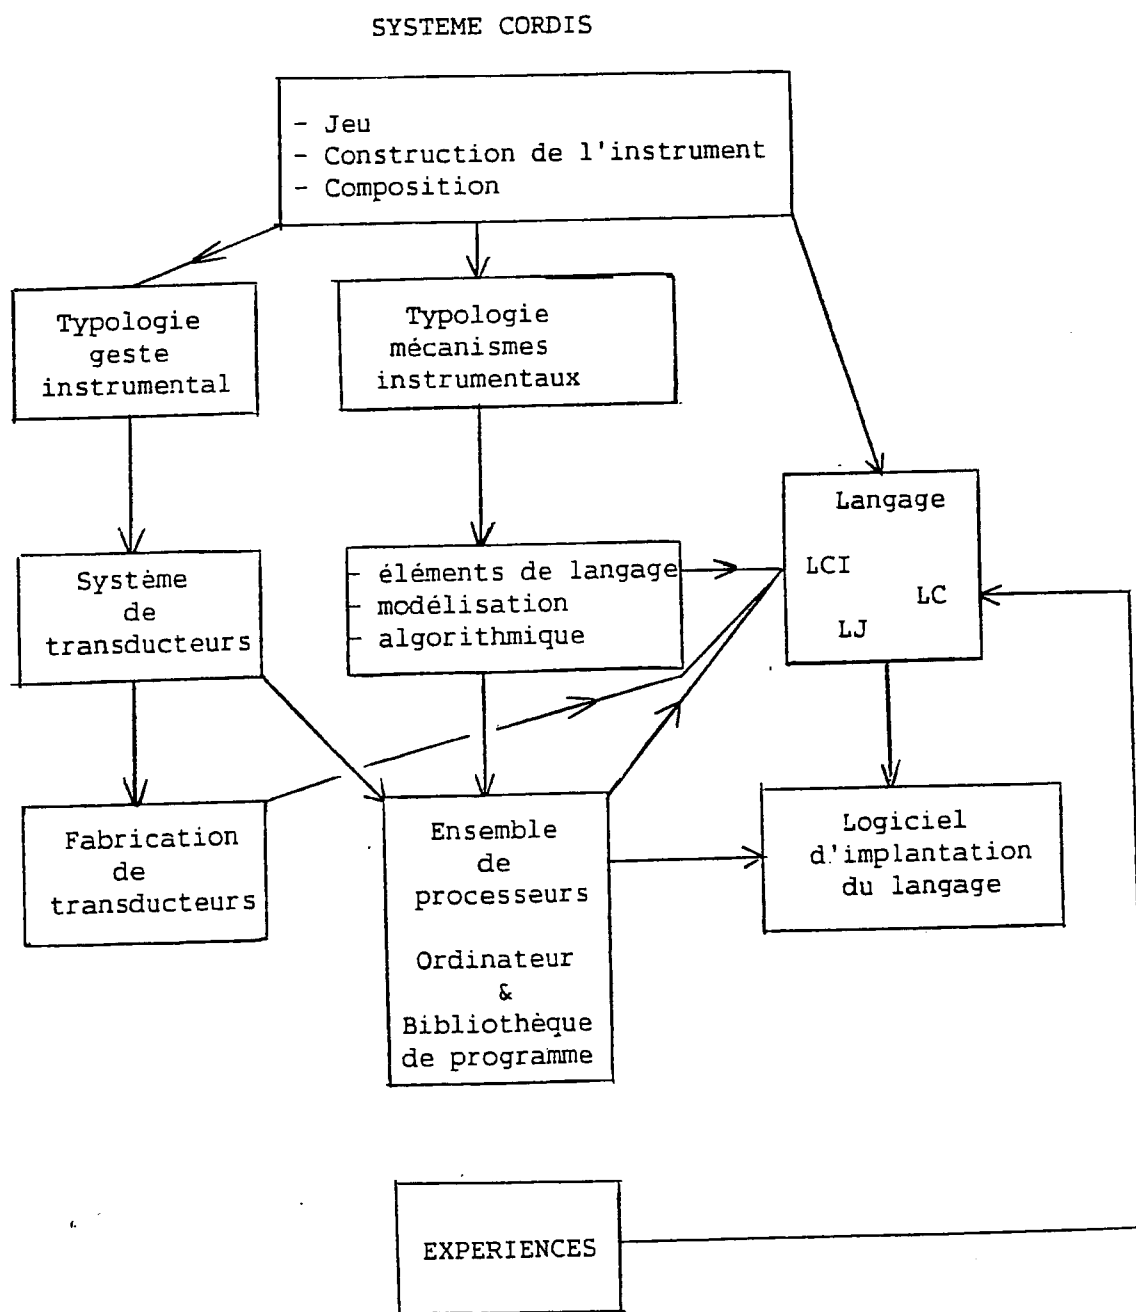 SYSTEME CORDIS
- Jeu
- Construction de l'instrument
- Composition
Typologie
geste
instrumental
Typologie
mécanismes
instrumentaux
Langage
LCI
LC
LJ
Système
de
transducteurs
- éléments de langage
- modélisation
- algorithmique
Fabrication
de
transducteurs
Ensemble
de
processeurs
Ordinateur
&
Bibliothèque
de programme
Logiciel
d'implantation
du langage
EXPERIENCES